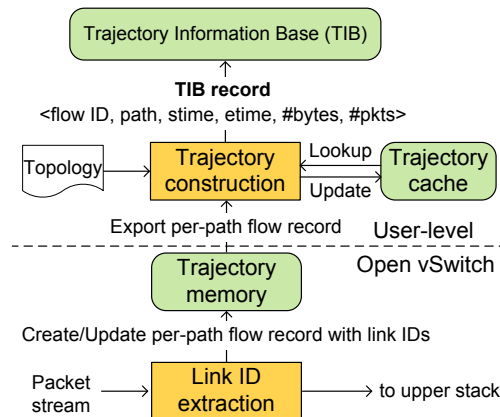 Trajectory Information Base (TIB)
TIB record
<flow ID, path, stime, etime, #bytes, #pkts>
Topology
Trajectory
construction
Lookup
Update
Trajectory
cache
Export per-path flow record
User-level
Open vSwitch
Trajectory
memory
Create/Update per-path flow record with link IDs
Packet
stream
Link ID
extraction
to upper stack